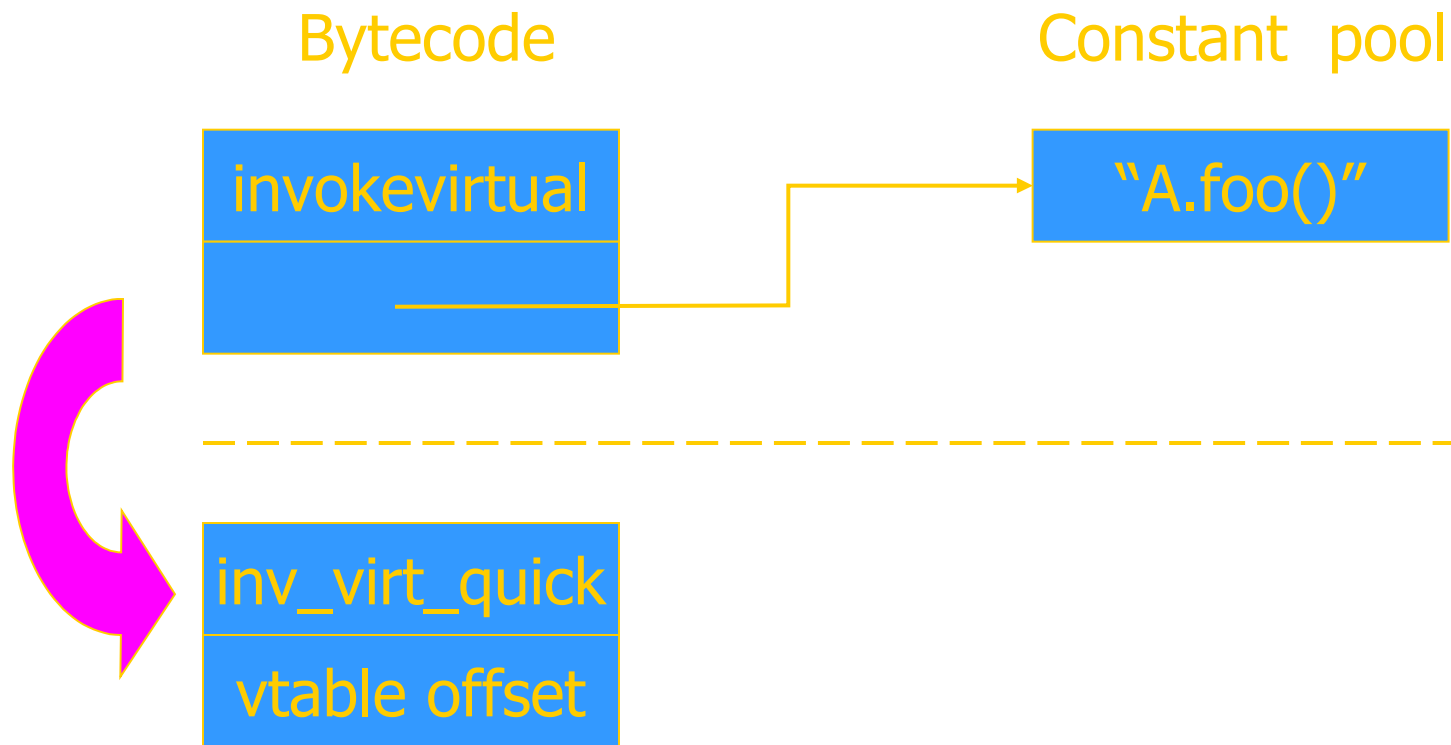 Bytecode
Constant pool
invokevirtual
“A.foo()”
inv_virt_quick
vtable offset